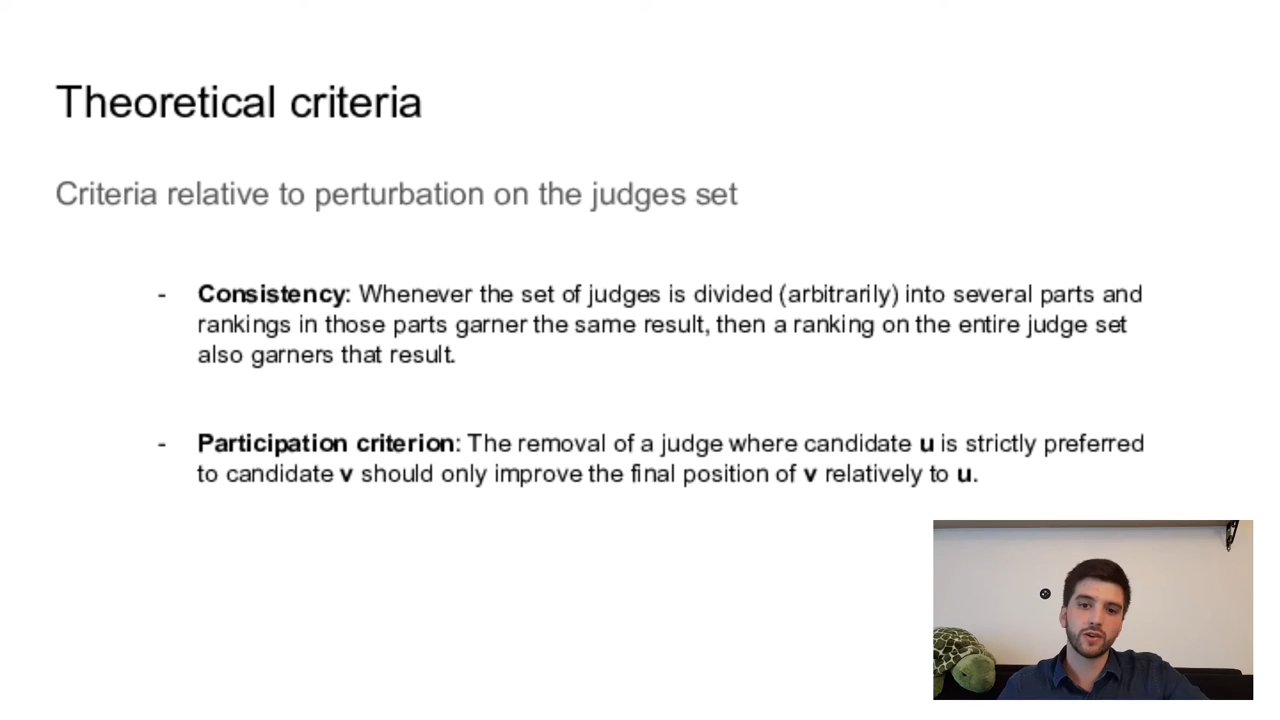 Theoretical criteria
Criteria relative to perturbation on the judges set
- Consistency: Whenever the set of judges is divided (arbitrarily) into several parts and
rankings in those parts garner the same result, then a ranking on the entire judge set
also garners that result.
- Participation criterion: The removal of a judge where candidate u is strictly preferred
to candidate v should only improve the final position of v relatively to u.